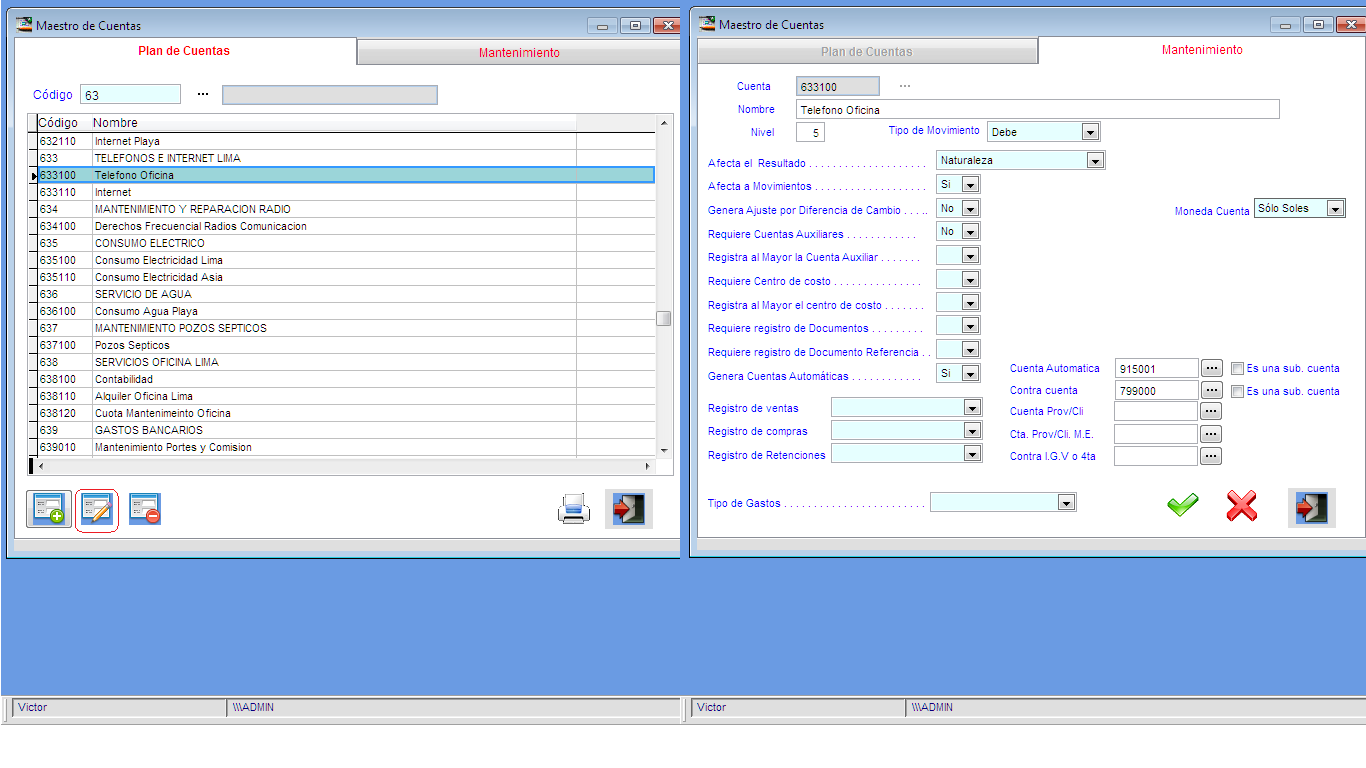 Maestro de Cuentas
Plan de Cuentas
Mantenimiento
Código 63 ...
Código Nombre
632110 Internet Playa
633 TELEFONOS E INTERNET LIMA
633100 Telefono Oficina
633110 Internet
634 MANTENIMIENTO Y REPARACION RADIO
634100 Derechos Frecuencial Radios Comunicacion
635 CONSUMO ELECTRICO
635100 Consumo Electricidad Lima
635110 Consumo Electricidad Asia
636 SERVICIO DE AGUA
636100 Consumo Agua Playa
637 MANTENIMIENTO POZOS SEPTICOS
637100 Pozos Septicos
638 SERVICIOS OFICINA LIMA
638100 Contabilidad
638110 Alquiler Oficina Lima
638120 Cuota Mantenimeinto Oficina
639 GASTOS BANCARIOS
639010 Mantenimiento Portes y Comision
Victor \\\ADMIN
Maestro de Cuentas
Plan de Cuentas
Mantenimiento
Cuenta 633100 ...
Nombre Telefono Oficina
Nivel 5 Tipo de Movimiento Debe
Afecta el Resultado . . . . . . . . . . . . . . . . . . . . Naturaleza
Afecta a Movimientos . . . . . . . . . . . . . . . . . . . Si
Genera Ajuste por Diferencia de Cambio . . . . .. No Moneda Cuenta Sólo Soles
Requiere Cuentas Auxiliares . . . . . . . . . . . . No
Registra al Mayor la Cuenta Auxiliar . . . . . . .
Requiere Centro de costo . . . . . . . . . . . . . . .
Registra al Mayor el centro de costo . . . . . . .
Requiere registro de Documentos . . . . . . . . .
Requiere registro de Documento Referencia . .
Genera Cuentas Automáticas . . . . . . . . . . . . Si
Cuenta Automatica 915001 ... Es una sub. cuenta
Contra cuenta 799000 ... Es una sub. cuenta
Cuenta Prov/Cli ...
Cta. Prov/Cli. M.E. ...
Contra I.G.V o 4ta ...
Registro de ventas
Registro de compras
Registro de Retenciones
Tipo de Gastos . . . . . . . . . . . . . . . . . . . . . . . .
Victor \\\ADMIN